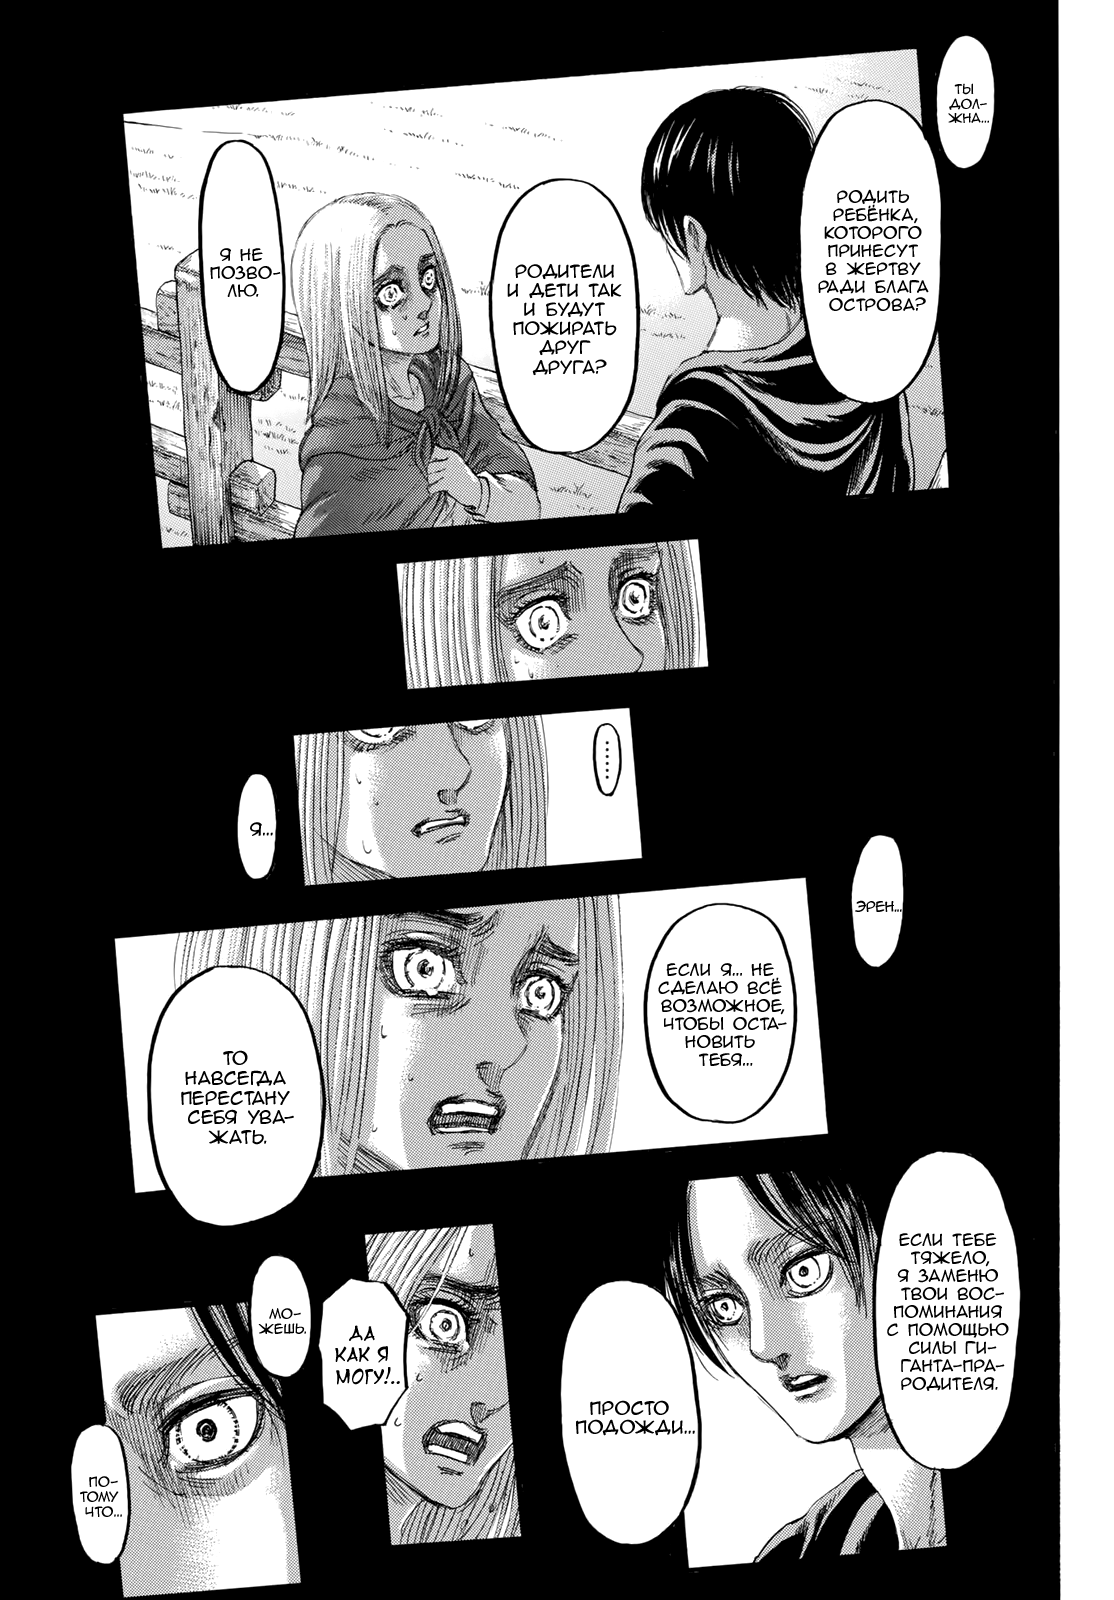 ТЫ
ДОЛ-
ЖНА...
РОДИТЬ
РЕБЁНКА,
КОТОРОГО
ПРИНЕСУТ
В ЖЕРТВУ
РАДИ БЛАГА
ОСТРОВА?
РОДИТЕЛИ
И ДЕТИ ТАК
И БУДУТ
ПОЖИРАТЬ
ДРУГ
ДРУГА?
Я НЕ
ПОЗВО-
ЛЮ.
......
Я...
ЭРЕН...
ЕСЛИ Я... НЕ
СДЕЛАЮ ВСЁ
ВОЗМОЖНОЕ,
ЧТОБЫ ОСТА-
НОВИТЬ
ТЕБЯ...
ТО
НАВСЕГДА
ПЕРЕСТАНУ
СЕБЯ УВА-
ЖАТЬ.
ЕСЛИ ТЕБЕ
ТЯЖЕЛО,
Я ЗАМЕНЮ
ТВОИ ВОС-
ПОМИНАНИЯ
С ПОМОЩЬЮ
СИЛЫ ГИ-
ГАНТА-ПРА-
РОДИТЕЛЯ.
ПРОСТО
ПОДОЖДИ...
ДА
КАК Я
МОГУ!..
МО-
ЖЕШЬ.
ПО-
ТОМУ
ЧТО...